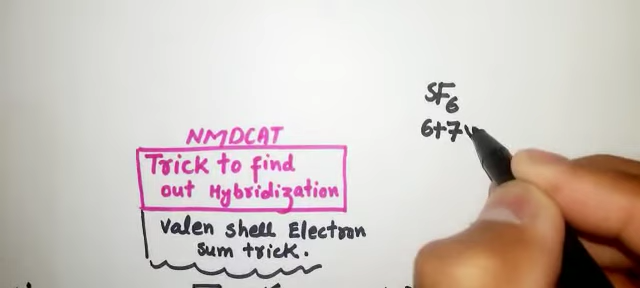 NMDCAT
Trick to find
out Hybridization
valen shell Electron
sum trick.
SF6
6+7